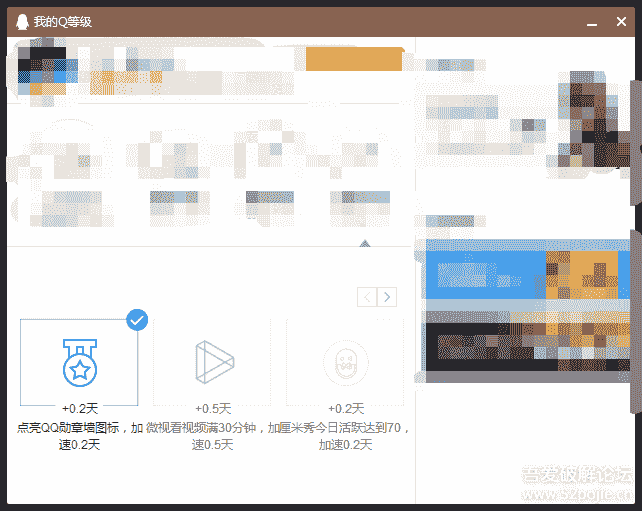 我的Q等级
+0.2天
点亮QQ勋章墙图标，加
速0.2天
+0.5天
微视看视频满30分钟，加
速0.5天
+0.2天
厘米秀今日活跃达到70，
加速0.2天
吾爱破解论坛
www.52pojie.cn